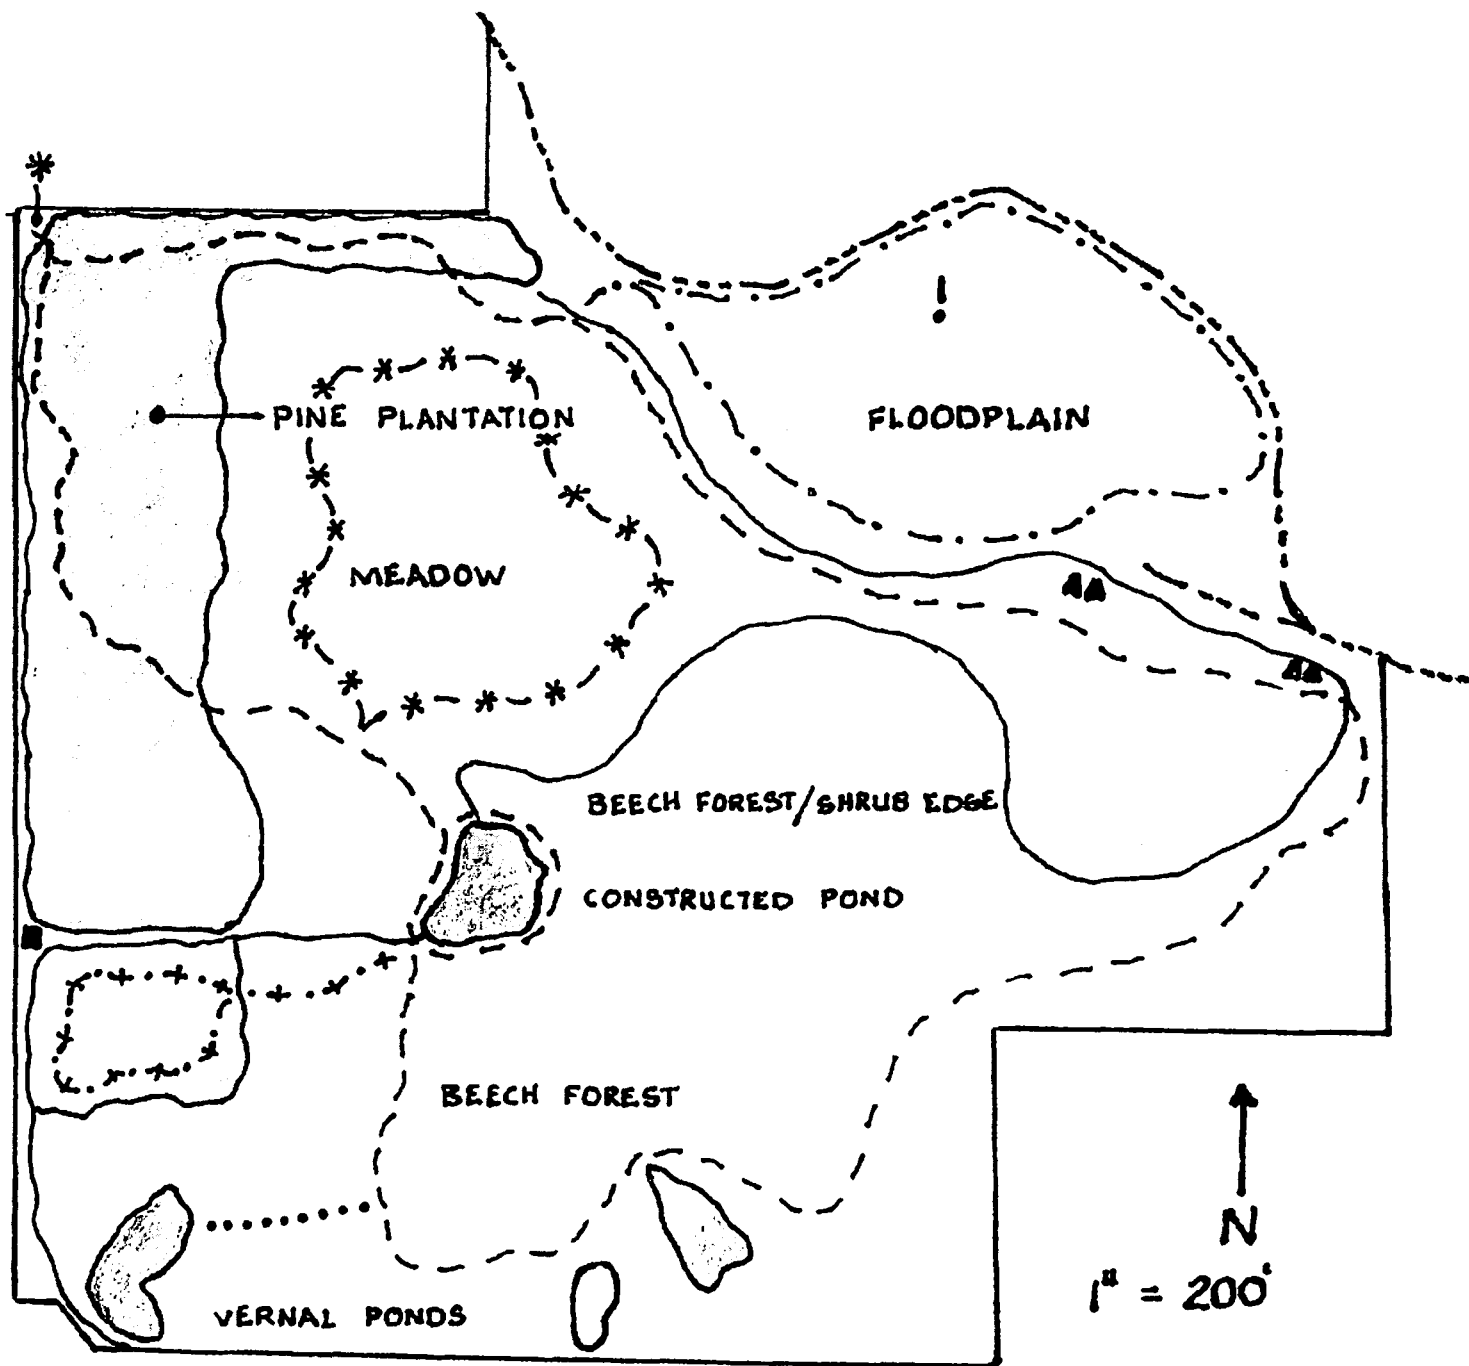 !
FLOODPLAIN
PINE PLANTATION
MEADOW
BEECH FOREST/SHRUB EDGE
CONSTRUCTED POND
BEECH FOREST
N
1" = 200'
VERNAL PONDS